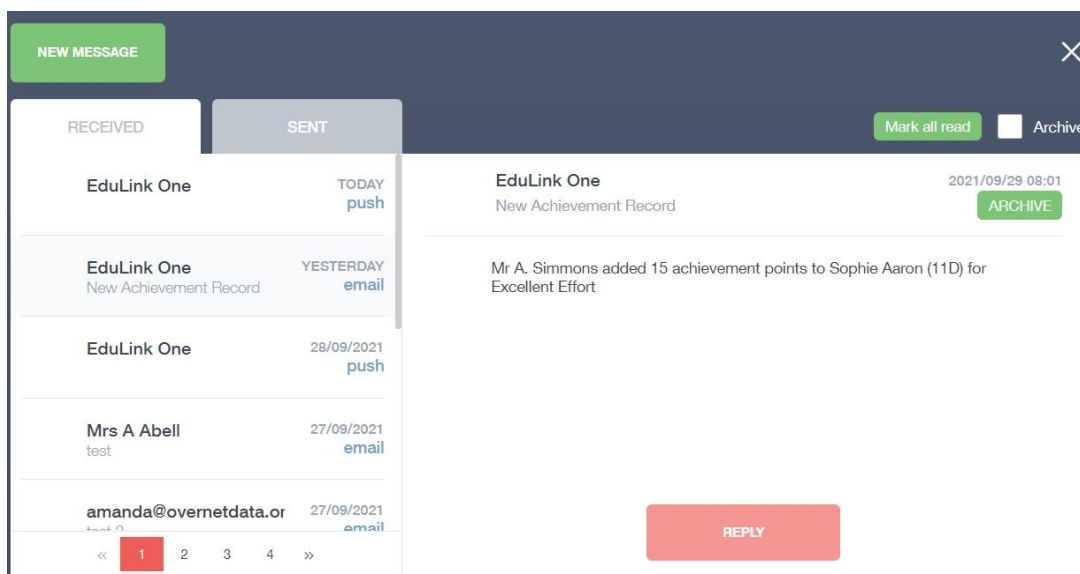 NEW MESSAGE
RECEIVED
SENT
Mark all read
Archive
EduLink One
TODAY
push
EduLink One
YESTERDAY
New Achievement Record
email
EduLink One
28/09/2021
push
Mrs A Abell
27/09/2021
test
email
amanda@overnetdata.or
27/09/2021
test 2
email
« 1 2 3 4 »
EduLink One
2021/09/29 08:01
New Achievement Record
ARCHIVE
Mr A. Simmons added 15 achievement points to Sophie Aaron (11D) for
Excellent Effort
REPLY